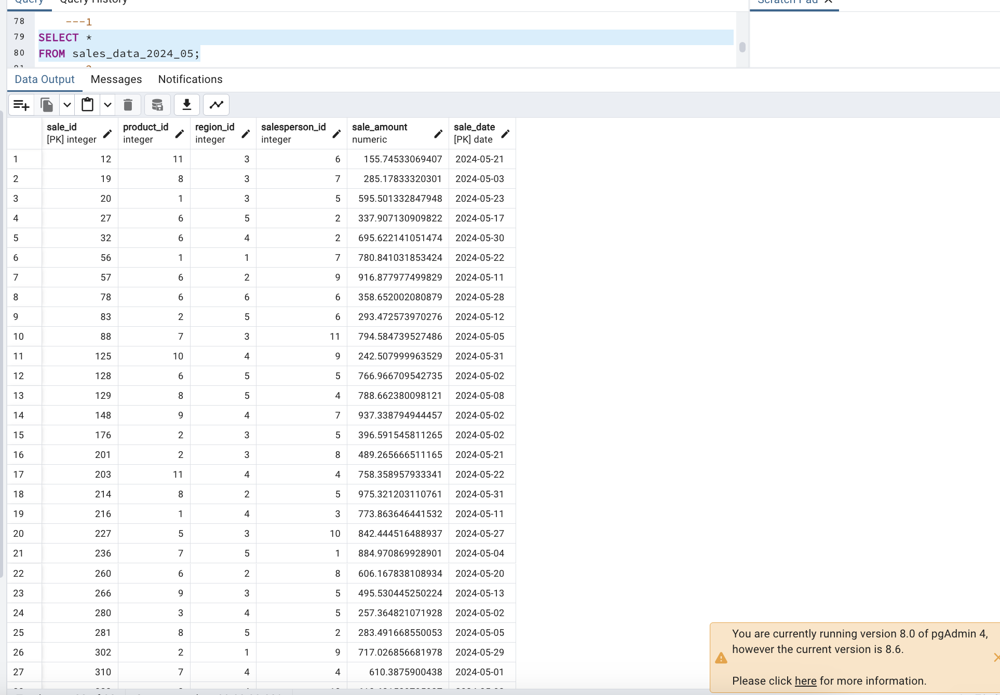 Query Query History
Scratch Pad
78 ---1
79 SELECT *
80 FROM sales_data_2024_05;
81
Data Output Messages Notifications
sale_id product_id region_id salesperson_id sale_amount sale_date
[PK] integer integer integer integer numeric [PK] date
1 12 11 3 6 155.74533069407 2024-05-21
2 19 8 3 7 285.17833320301 2024-05-03
3 20 1 3 5 595.501332847948 2024-05-23
4 27 6 5 2 337.907130909822 2024-05-17
5 32 6 4 2 695.622141051474 2024-05-30
6 56 1 1 7 780.841031853424 2024-05-22
7 57 6 2 9 916.877977499829 2024-05-11
8 78 6 6 6 358.652002080879 2024-05-28
9 83 2 5 6 293.472573970276 2024-05-12
10 88 7 3 11 794.584739527486 2024-05-05
11 125 10 4 9 242.507999963529 2024-05-31
12 128 6 5 5 766.966709542735 2024-05-02
13 129 8 5 4 788.662380098121 2024-05-08
14 148 9 4 7 937.338794944457 2024-05-02
15 176 2 3 5 396.591545811265 2024-05-02
16 201 2 3 8 489.265666511165 2024-05-21
17 203 11 4 4 758.358957933341 2024-05-22
18 214 8 2 5 975.321203110761 2024-05-31
19 216 1 4 3 773.863646441532 2024-05-11
20 227 5 3 10 842.444516488937 2024-05-27
21 236 7 5 1 884.970869928901 2024-05-04
22 260 6 2 8 606.167838108934 2024-05-20
23 266 9 3 5 495.530445250224 2024-05-13
24 280 3 4 5 257.364821071928 2024-05-02
25 281 8 5 2 283.491668550053 2024-05-05
26 302 2 1 9 717.026856681978 2024-05-29
27 310 7 4 4 610.3875900438 2024-05-01
You are currently running version 8.0 of pgAdmin 4,
however the current version is 8.6.
Please click here for more information.